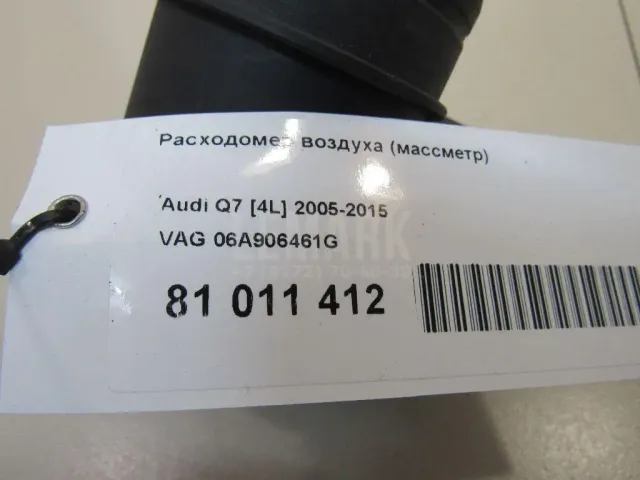 Расходомер воздуха (массметр)
Audi Q7 [4L] 2005-2015
VAG 06A906461G
81 011 412